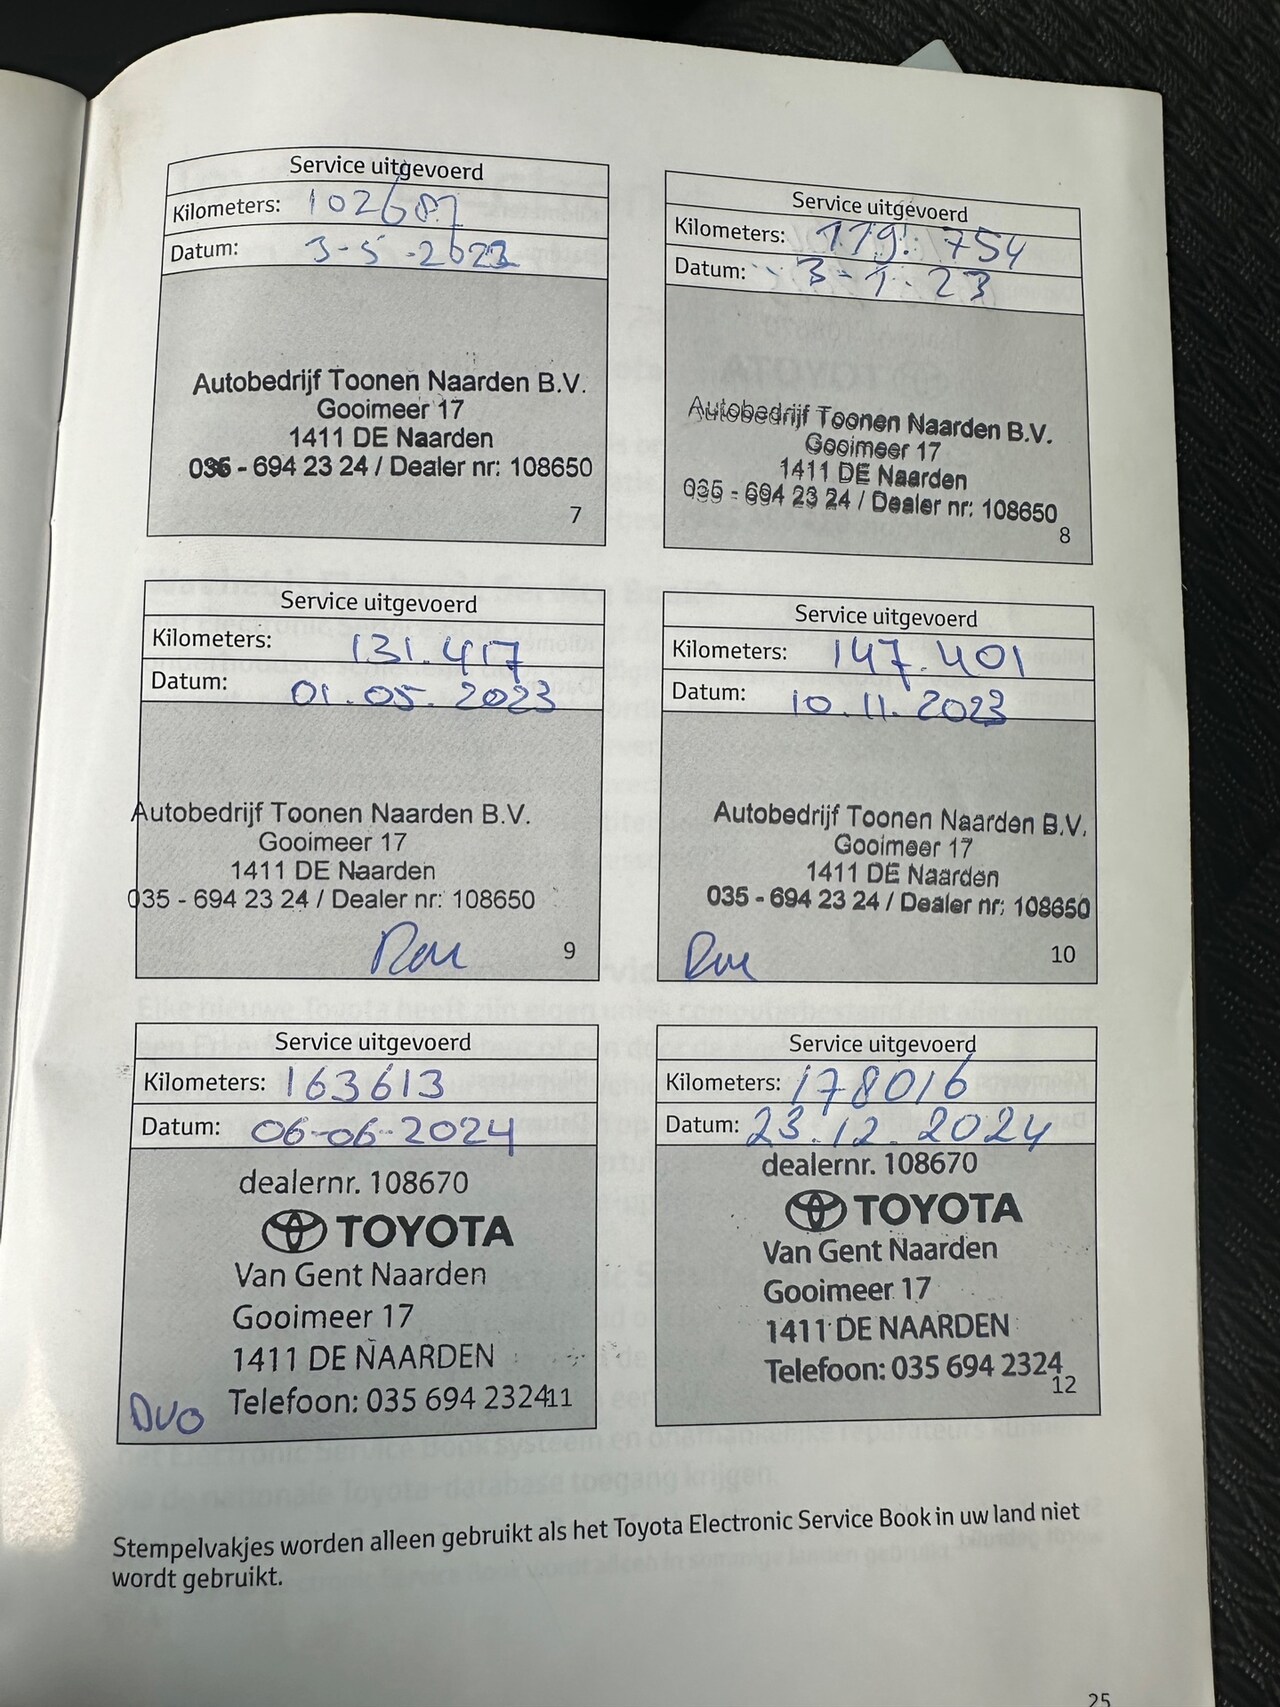 Service uitgevoerd
Kilometers: 102687
Datum: 3-5-2022
Autobedrijf Toonen Naarden B.V.
Gooimeer 17
1411 DE Naarden
035 - 694 23 24 / Dealer nr: 108650
7
Service uitgevoerd
Kilometers: 119.754
Datum: 3-1-23
Autobedrijf Toonen Naarden B.V.
Gooimeer 17
1411 DE Naarden
035 - 694 23 24 / Dealer nr: 108650
8
Service uitgevoerd
Kilometers: 131.417
Datum: 01.05.2023
Autobedrijf Toonen Naarden B.V.
Gooimeer 17
1411 DE Naarden
035 - 694 23 24 / Dealer nr: 108650
9
Service uitgevoerd
Kilometers: 147.401
Datum: 10.11.2023
Autobedrijf Toonen Naarden B.V.
Gooimeer 17
1411 DE Naarden
035 - 694 23 24 / Dealer nr: 108650
10
Service uitgevoerd
Kilometers: 163613
Datum: 06-06-2024
dealernr. 108670
TOYOTA
Van Gent Naarden
Gooimeer 17
1411 DE NAARDEN
Telefoon: 035 694 2324
DUO
11
Service uitgevoerd
Kilometers: 178016
Datum: 23.12.2024
dealernr. 108670
TOYOTA
Van Gent Naarden
Gooimeer 17
1411 DE NAARDEN
Telefoon: 035 694 2324
12
Stempelvakjes worden alleen gebruikt als het Toyota Electronic Service Book in uw land niet
wordt gebruikt.
25